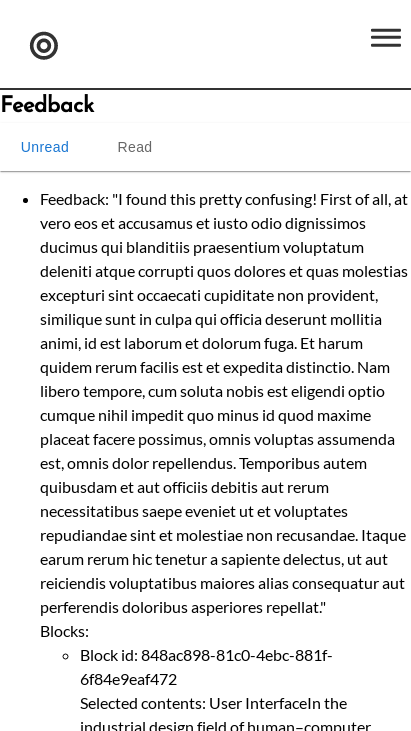 Feedback
Unread Read
Feedback: "I found this pretty confusing! First of all, at
vero eos et accusamus et iusto odio dignissimos
ducimus qui blanditiis praesentium voluptatum
deleniti atque corrupti quos dolores et quas molestias
excepturi sint occaecati cupiditate non provident,
similique sunt in culpa qui officia deserunt mollitia
animi, id est laborum et dolorum fuga. Et harum
quidem rerum facilis est et expedita distinctio. Nam
libero tempore, cum soluta nobis est eligendi optio
cumque nihil impedit quo minus id quod maxime
placeat facere possimus, omnis voluptas assumenda
est, omnis dolor repellendus. Temporibus autem
quibusdam et aut officiis debitis aut rerum
necessitatibus saepe eveniet ut et voluptates
repudiandae sint et molestiae non recusandae. Itaque
earum rerum hic tenetur a sapiente delectus, ut aut
reiciendis voluptatibus maiores alias consequatur aut
perferendis doloribus asperiores repellat."
Blocks:
Block id: 848ac898-81c0-4ebc-881f-
6f84e9eaf472
Selected contents: User InterfaceIn the
industrial design field of human–computer